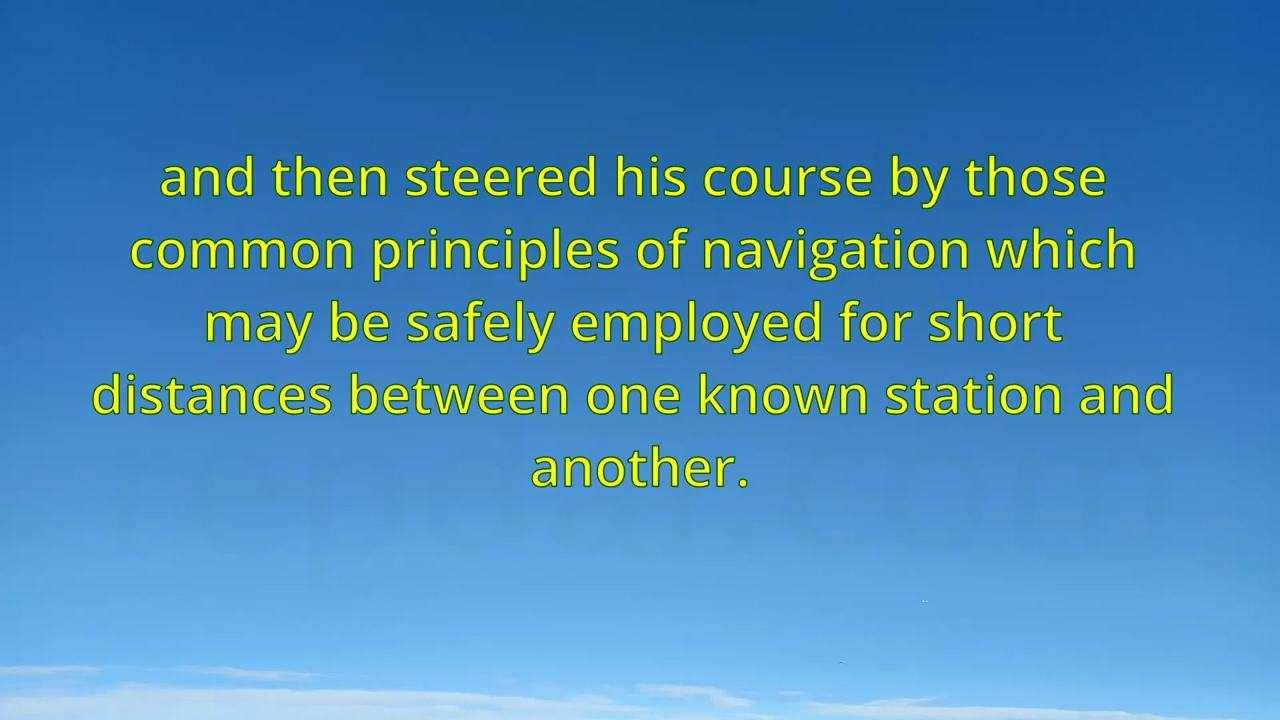 and then steered his course by those
common principles of navigation which
may be safely employed for short
distances between one known station and
another.